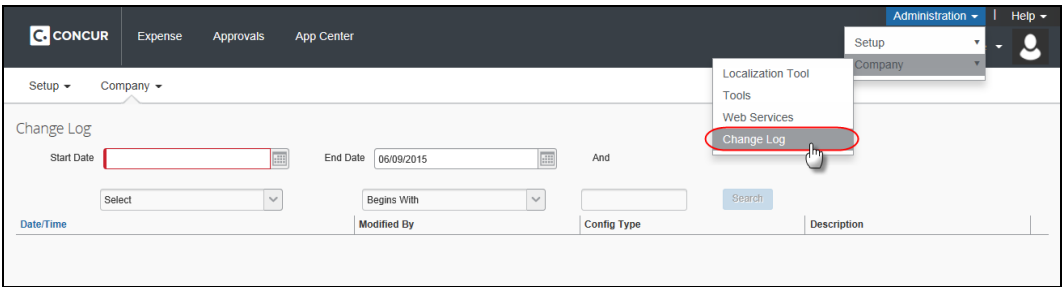 Administration | Help
C. CONCUR Expense Approvals App Center
Setup
Company
Localization Tool
Tools
Web Services
Change Log
Setup Company
Change Log
Start Date End Date 06/09/2015 And
Select Begins With Search
Date/Time Modified By Config Type Description